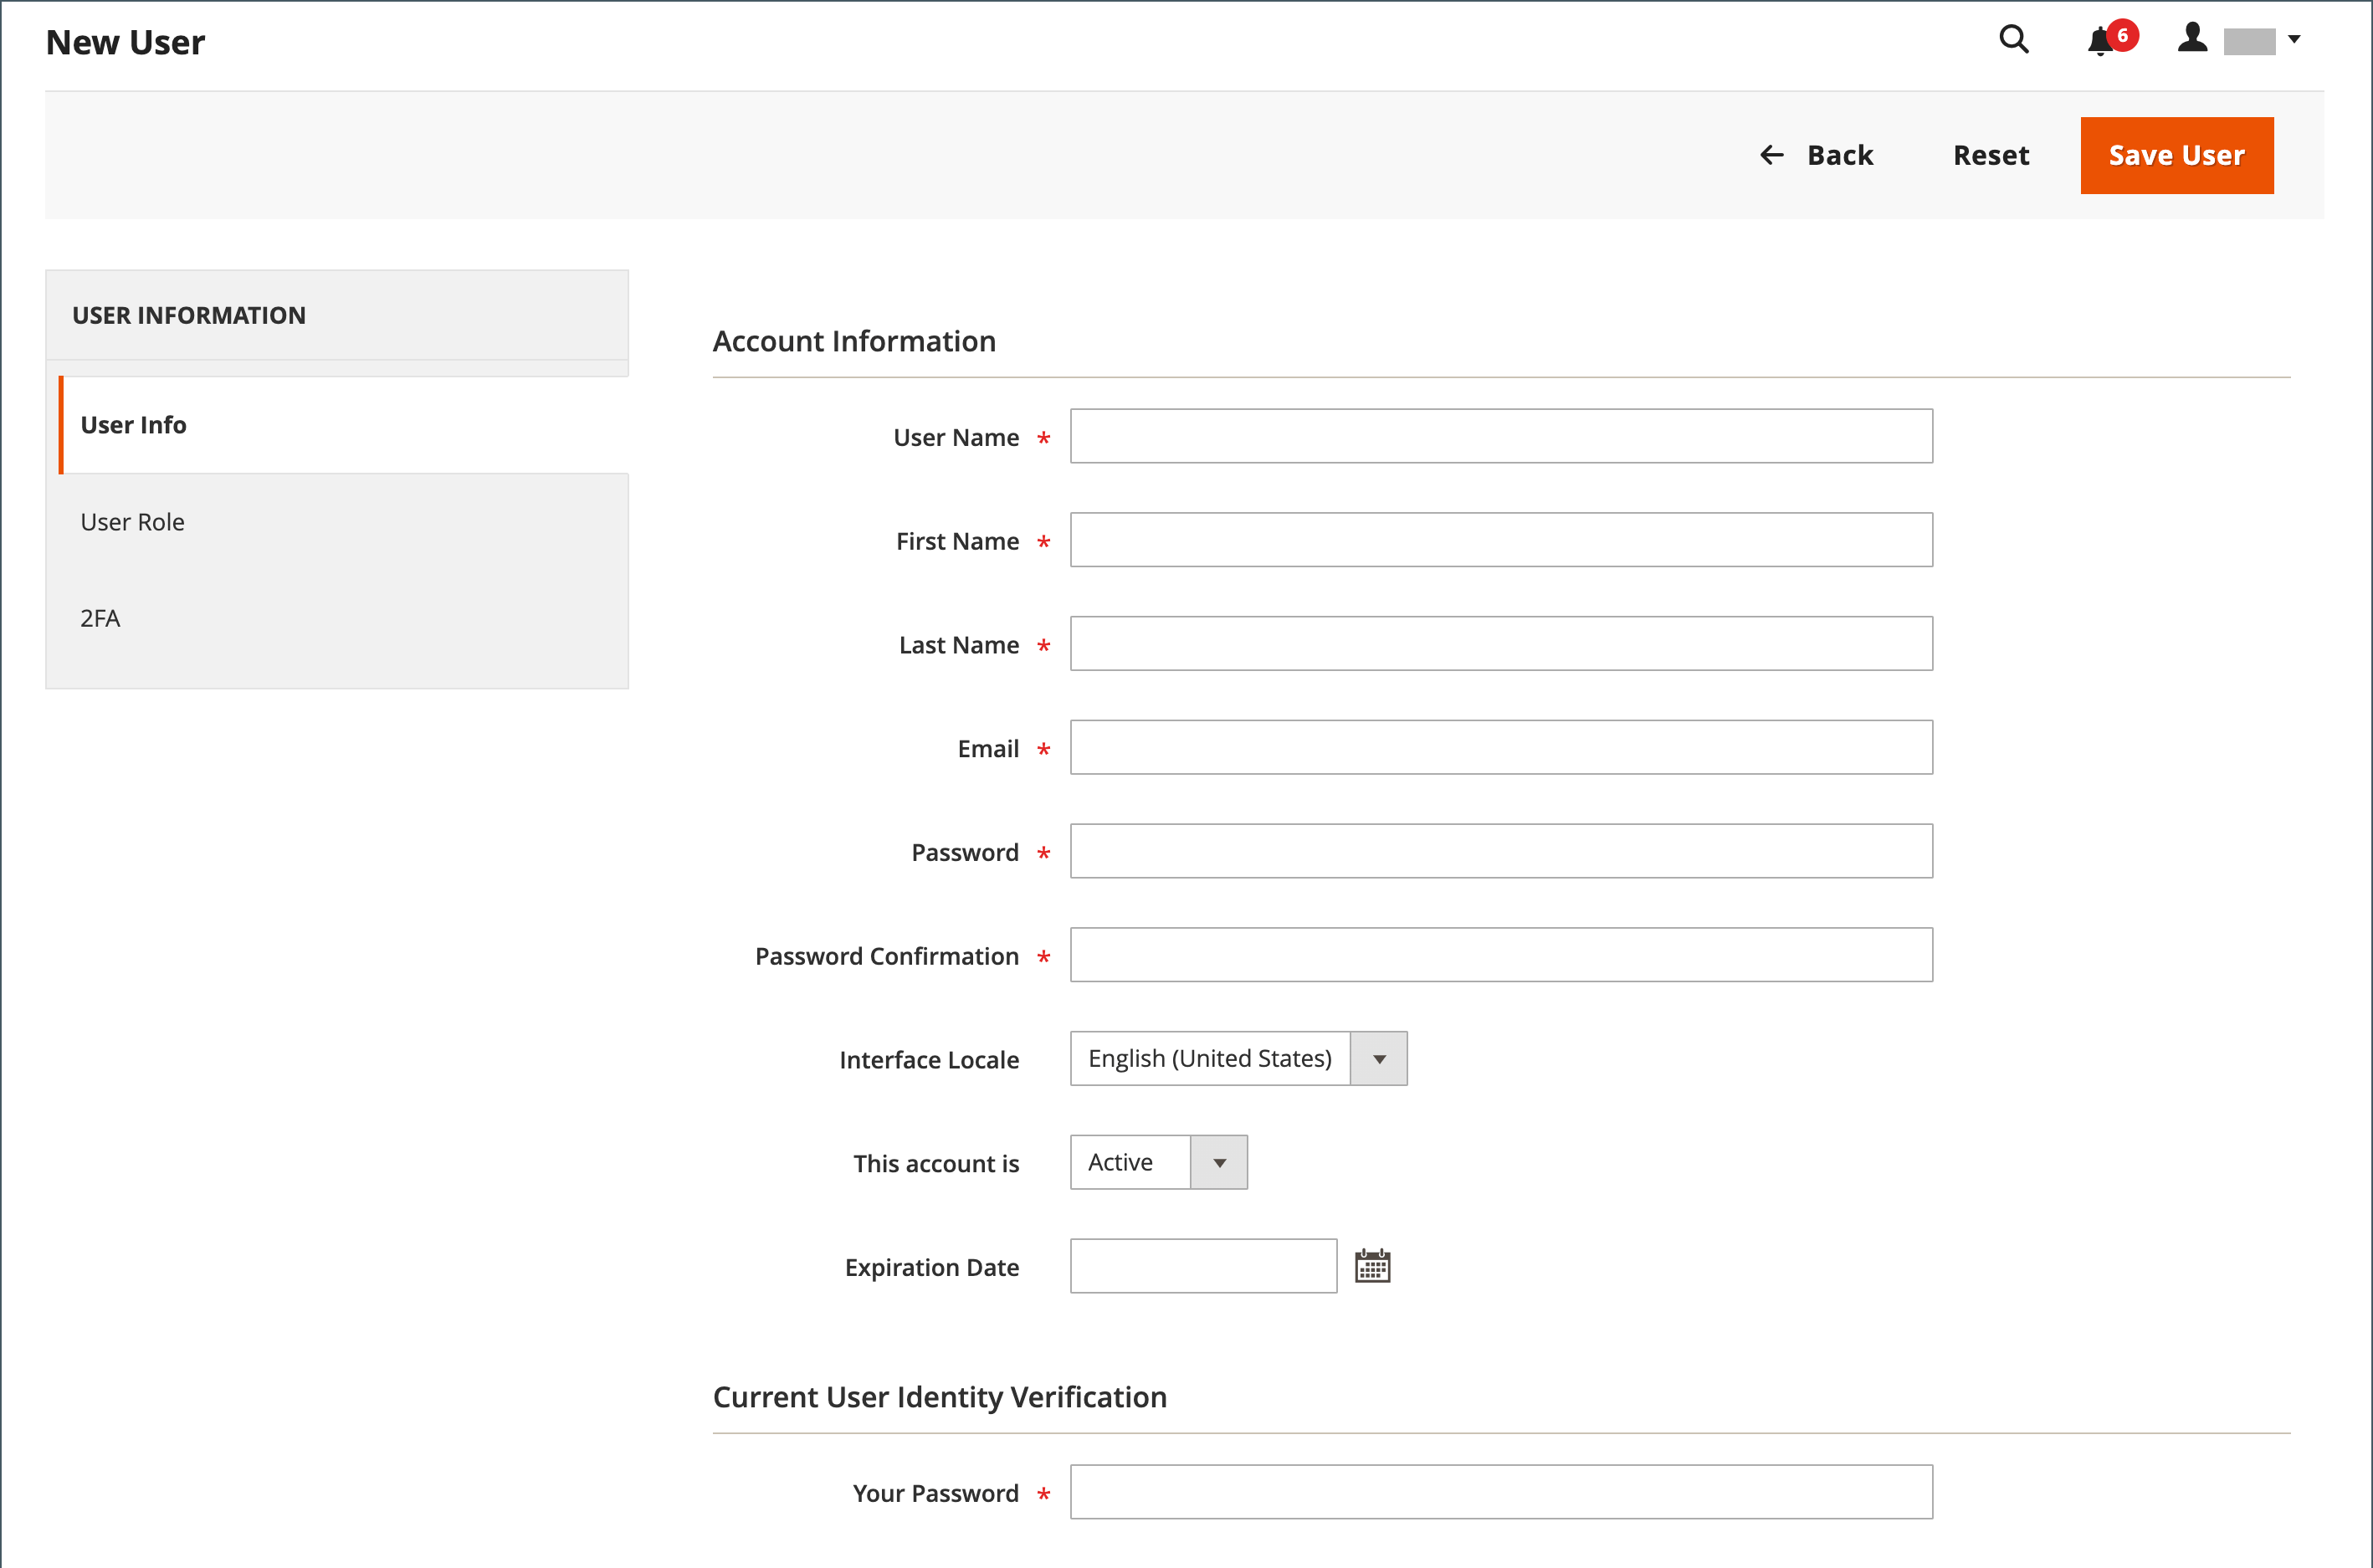 New User
6
Back
Reset
Save User
USER INFORMATION
User Info
User Role
2FA
Account Information
User Name *
First Name *
Last Name *
Email *
Password *
Password Confirmation *
Interface Locale English (United States)
This account is Active
Expiration Date
Current User Identity Verification
Your Password *